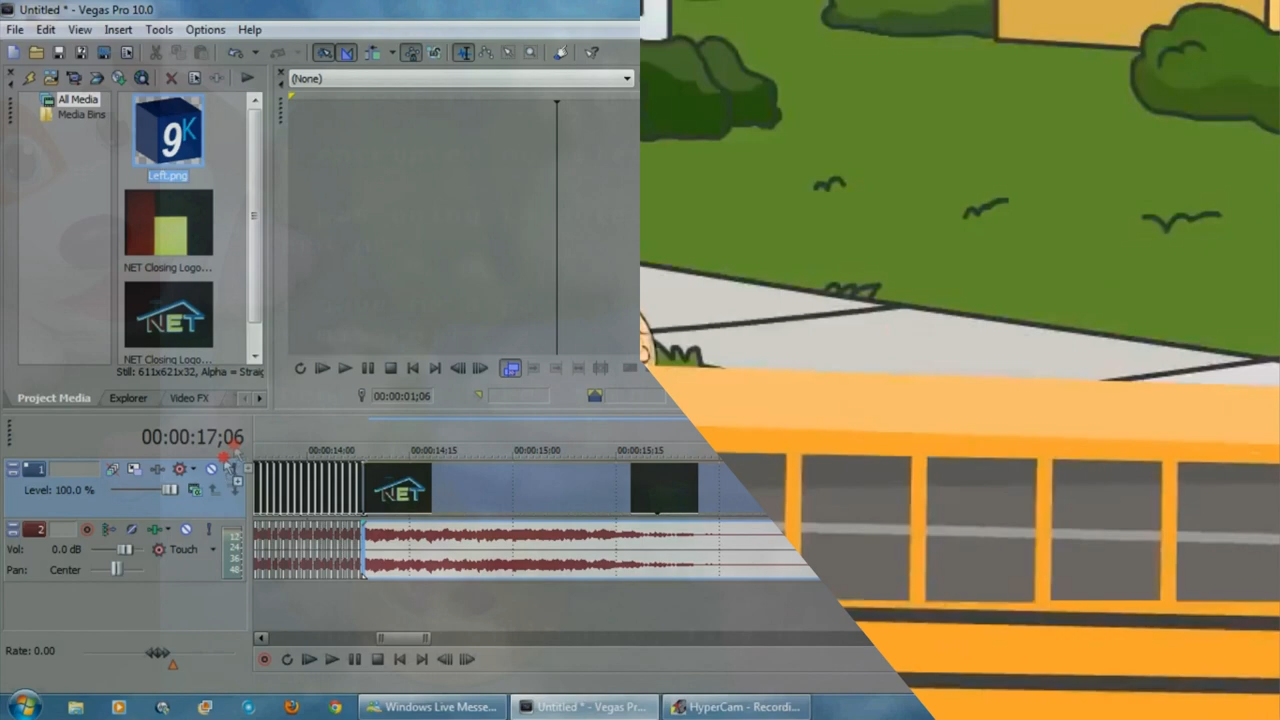 Untitled * - Vegas Pro 10.0
File Edit View Insert Tools Options Help
(None)
All Media
Media Bins
9K
Left.png
NET Closing Logo...
NET
NET Closing Logo...
Still: 611x621x32, Alpha = Straig
Project Media Explorer Video FX
00:00:01;06
00:00:17;06
00:00:14:00 00:00:14:15 00:00:15:00 00:00:15:15
1
Level: 100.0 %
NET
2
Vol: 0.0 dB Touch
Pan: Center
12
24
36
48
Rate: 0.00
Windows Live Messe... Untitled * - Vegas Pr... HyperCam - Recordi...